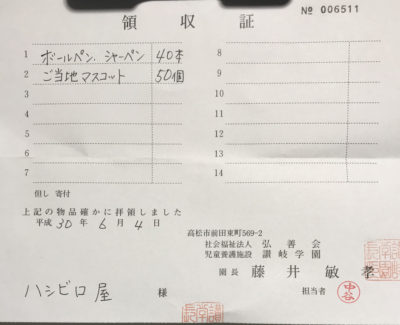 領収証
№ 006511
1 ボールペン、シャーペン 40本
2 ご当地マスコット 50個
3
4
5
6
7
8
9
10
11
12
13
14
但し 寄付
上記の物品確かに拝領しました
平成 30 年 6 月 4 日
高松市前田東町569-2
社会福祉法人 弘善会
児童養護施設 讃岐学園
園長 藤井敏孝
ハシビロ屋 様
担当者 中谷